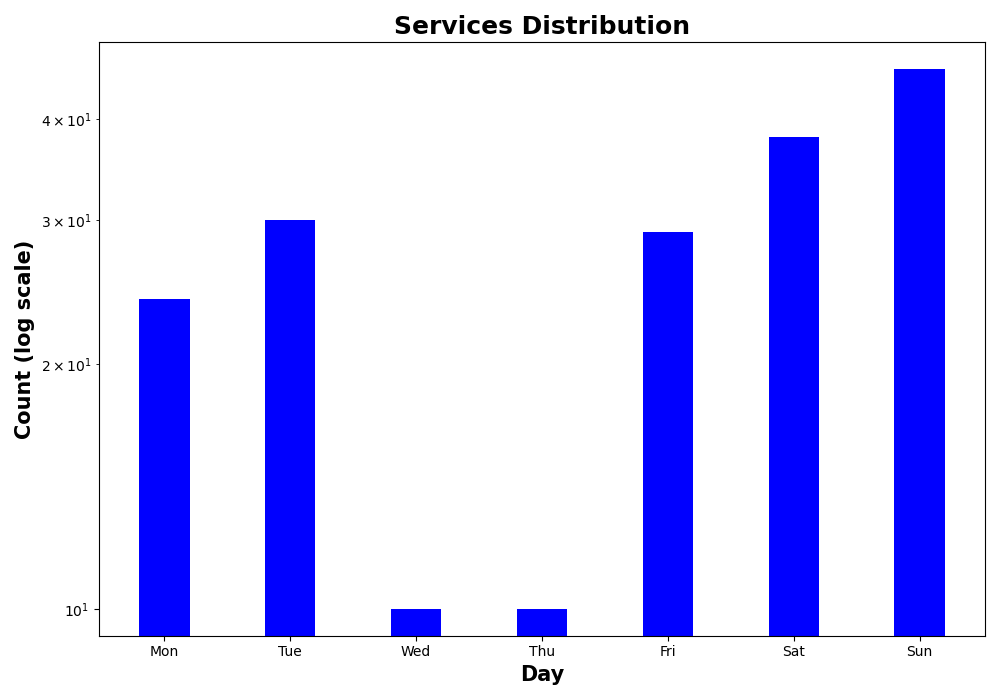 Services Distribution
Count (log scale)
4 × 10¹
3 × 10¹
2 × 10¹
10¹
Mon Tue Wed Thu Fri Sat Sun
Day